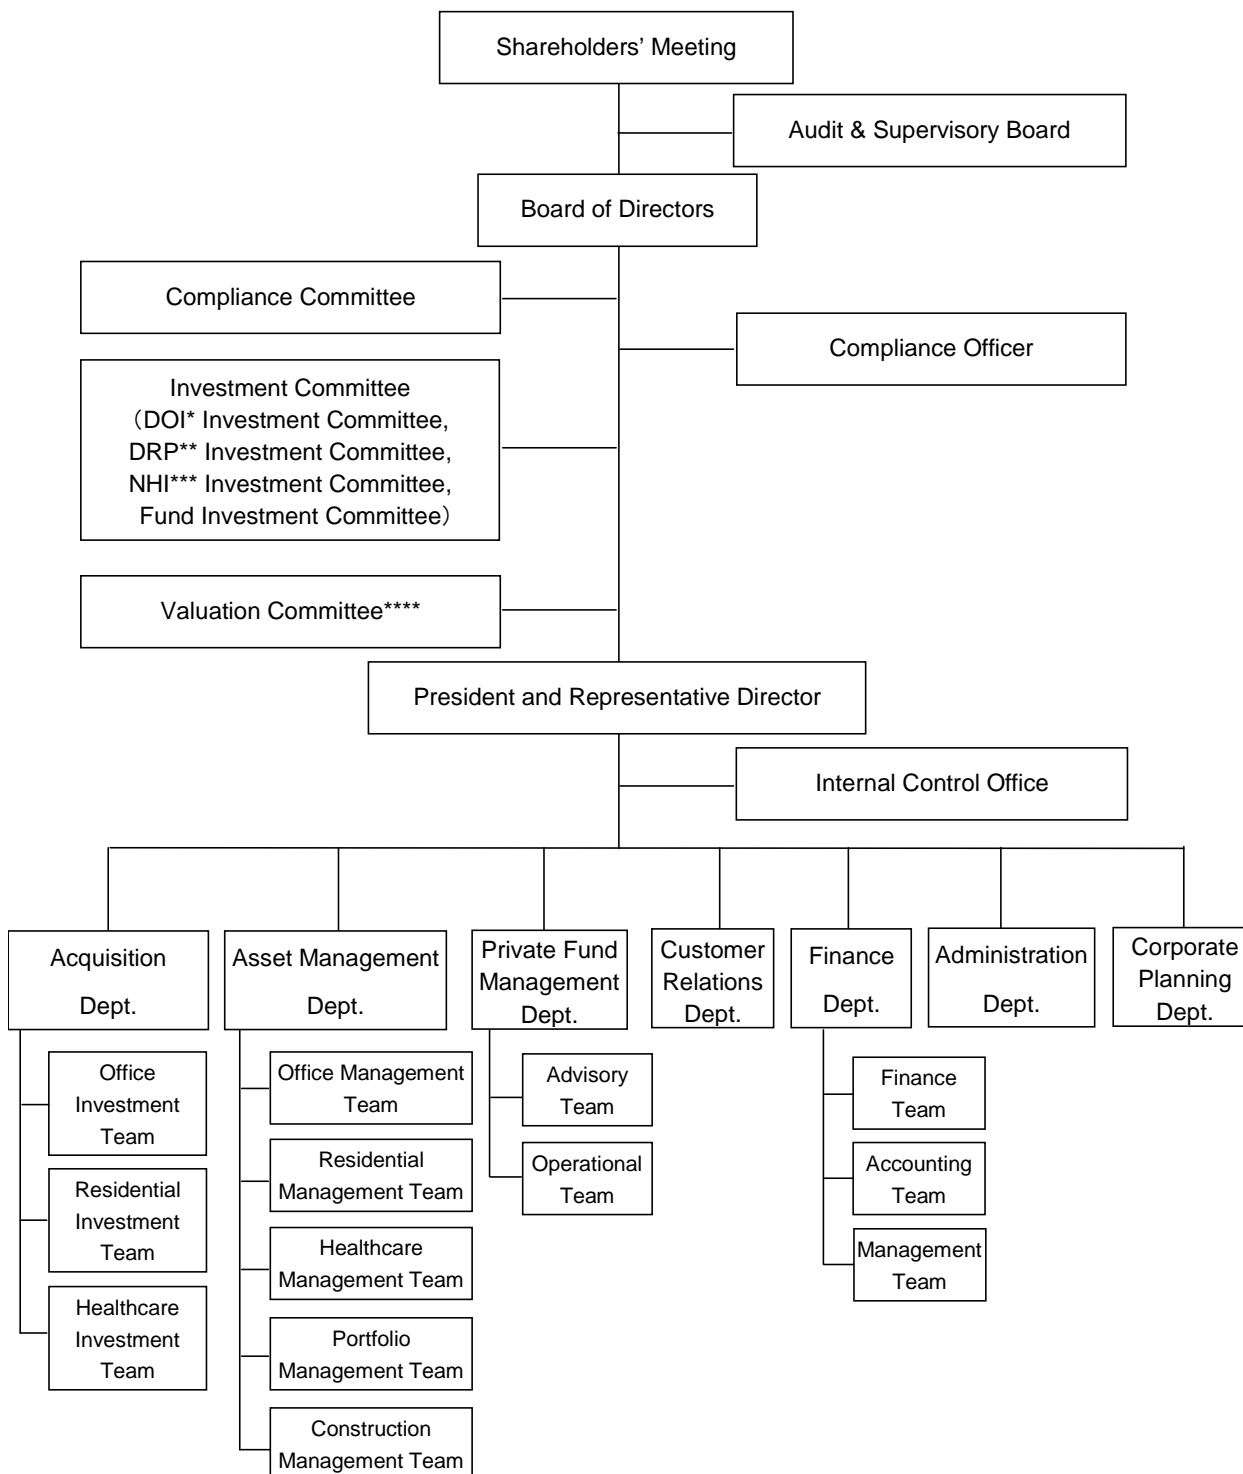 Shareholders’ Meeting
Audit & Supervisory Board
Board of Directors
Compliance Committee
Compliance Officer
Investment Committee
（DOI* Investment Committee,
DRP** Investment Committee,
NHI*** Investment Committee,
Fund Investment Committee）
Valuation Committee****
President and Representative Director
Internal Control Office
Acquisition
Dept.
Asset Management
Dept.
Private Fund
Management
Dept.
Customer
Relations
Dept.
Finance
Dept.
Administration
Dept.
Corporate
Planning
Dept.
Office
Investment
Team
Residential
Investment
Team
Healthcare
Investment
Team
Office Management
Team
Residential
Management Team
Healthcare
Management Team
Portfolio
Management Team
Construction
Management Team
Advisory
Team
Operational
Team
Finance
Team
Accounting
Team
Management
Team